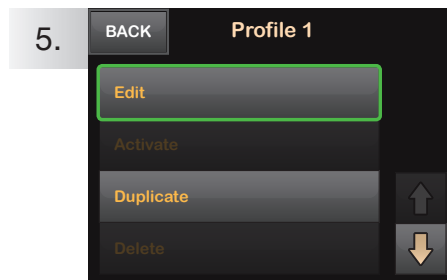 5.
BACK
Profile 1
Edit
Activate
Duplicate
Delete